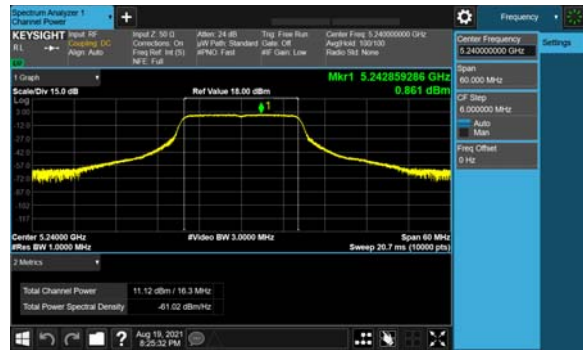 Spectrum Analyzer 1
Channel Power
Frequency
KEYSIGHT Input: RF
RL
Coupling: DC
Align: Auto
Input Z: 50 Ω
Corrections: On
Freq Ref: Int (S)
NFE: Full
Atten: 24 dB
µW Path: Standard
#PNO: Fast
Trig: Free Run
Gate: Off
#IF Gain: Low
Center Freq: 5.240000000 GHz
Avg|Hold: 100/100
Radio Std: None
Center Frequency
5.240000000 GHz
Settings
Span
60.000 MHz
CF Step
6.000000 MHz
Auto
Man
Freq Offset
0 Hz
1 Graph
Scale/Div 15.0 dB
Ref Value 18.00 dBm
Mkr1 5.242859286 GHz
0.861 dBm
Log
3.00
-12.0
-27.0
-42.0
-57.0
-72.0
-87.0
-102
-117
1
Center 5.24000 GHz
#Res BW 1.0000 MHz
#Video BW 3.0000 MHz
Span 60 MHz
Sweep 20.7 ms (10000 pts)
2 Metrics
Total Channel Power 11.12 dBm / 16.3 MHz
Total Power Spectral Density -61.02 dBm/Hz
Aug 19, 2021
8:25:32 PM